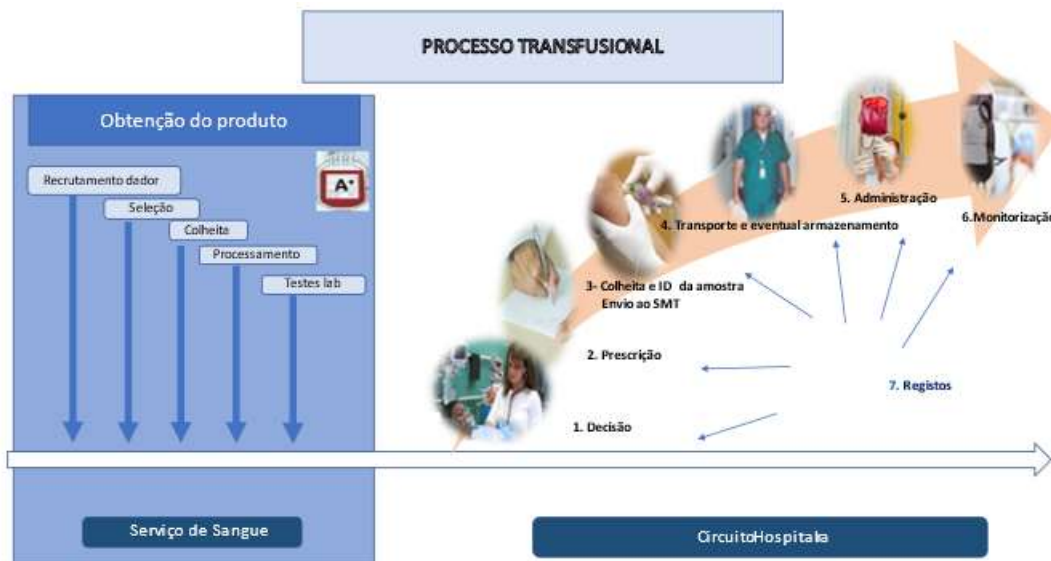 PROCESSO TRANSFUSIONAL
Obtenção do produto
A+
Recrutamento dador
Seleção
Colheita
Processamento
Testes lab
Serviço de Sangue
5. Administração
6.Monitorização
4. Transporte e eventual armazenamento
3- Colheita e ID da amostra
Envio ao SMT
2. Prescrição
7. Registos
1. Decisão
CircuitoHospitalia